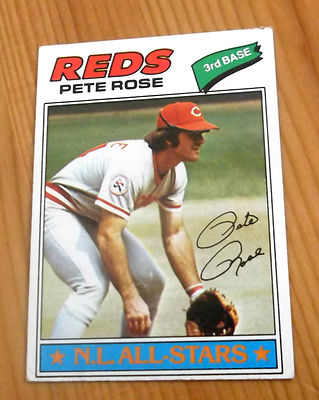 REDS
PETE ROSE
3rd BASE
C
Pete
Rose
★ N.L. ALL-STARS ★